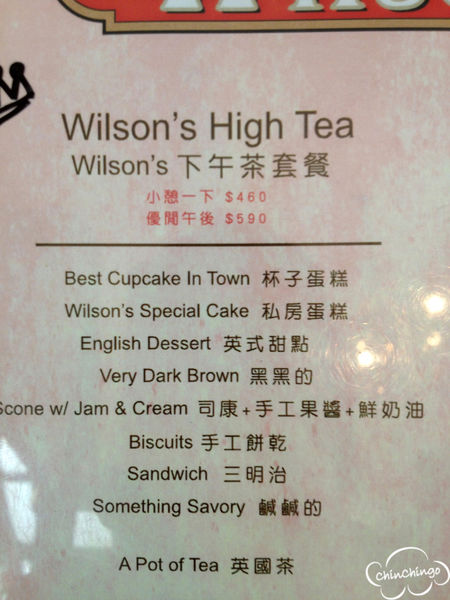 Wilson's High Tea
Wilson's 下午茶套餐
小憩一下 $460
優閒午後 $590
Best Cupcake In Town 杯子蛋糕
Wilson's Special Cake 私房蛋糕
English Dessert 英式甜點
Very Dark Brown 黑黑的
Scone w/ Jam & Cream 司康+手工果醬+鮮奶油
Biscuits 手工餅乾
Sandwich 三明治
Something Savory 鹹鹹的
A Pot of Tea 英國茶
chinchingo